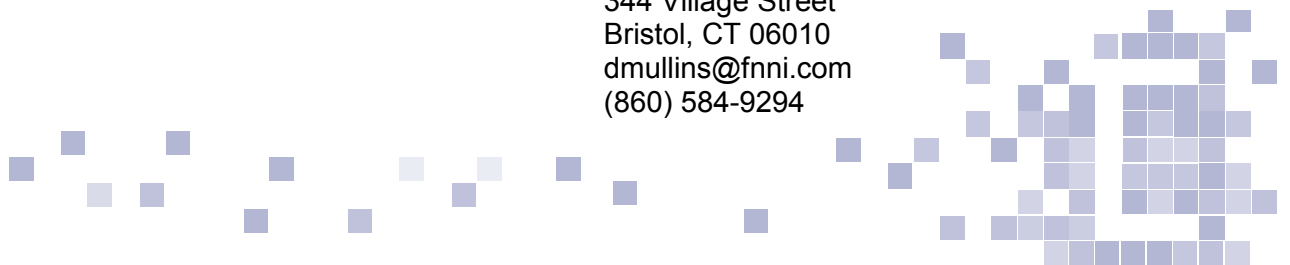 344 Village Street
Bristol, CT 06010
dmullins@fnni.com
(860) 584-9294